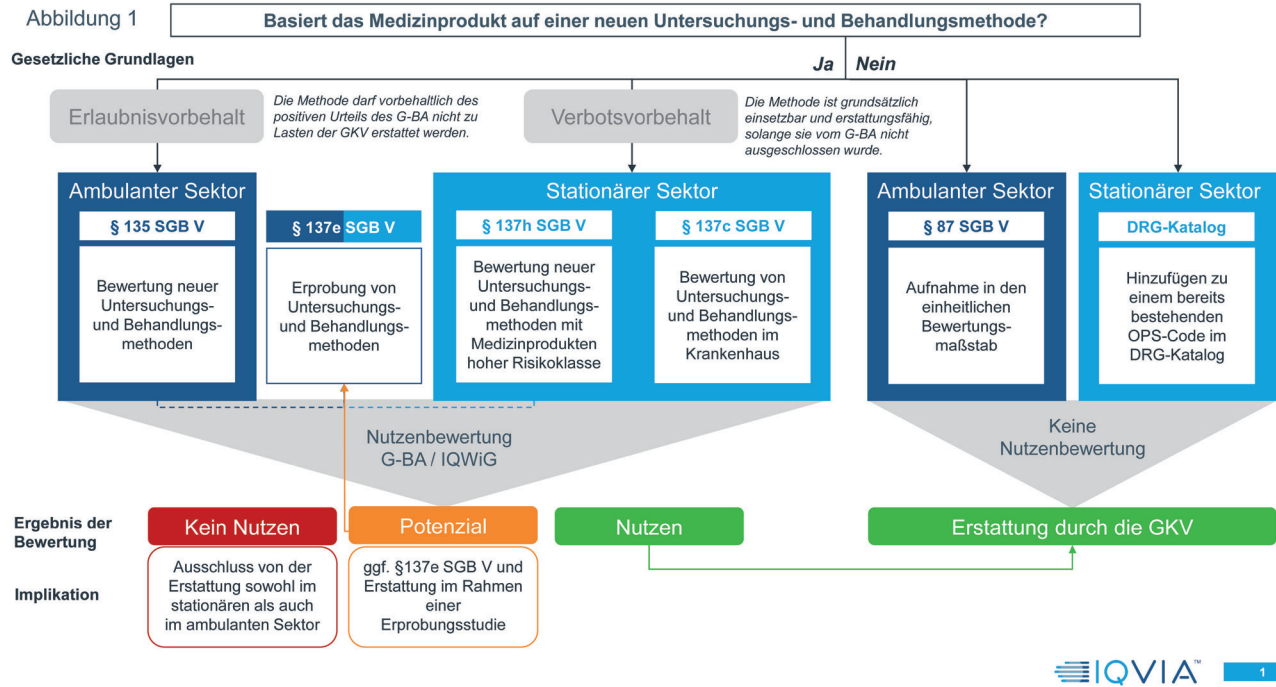 Abbildung 1
Basiert das Medizinprodukt auf einer neuen Untersuchungs- und Behandlungsmethode?
Gesetzliche Grundlagen
Ja
Nein
Erlaubnisvorbehalt
Die Methode darf vorbehaltlich des
positiven Urteils des G-BA nicht zu
Lasten der GKV erstattet werden.
Verbotsvorbehalt
Die Methode ist grundsätzlich
einsetzbar und erstattungsfähig,
solange sie vom G-BA nicht
ausgeschlossen wurde.
Ambulanter Sektor
§ 135 SGB V
Bewertung neuer
Untersuchungs-
und Behandlungs-
methoden
§ 137e SGB V
Erprobung von
Untersuchungs-
und Behandlungs-
methoden
Stationärer Sektor
§ 137h SGB V
Bewertung neuer
Untersuchungs-
und Behandlungs-
methoden mit
Medizinprodukten
hoher Risikoklasse
§ 137c SGB V
Bewertung von
Untersuchungs-
und Behandlungs-
methoden im
Krankenhaus
Ambulanter Sektor
§ 87 SGB V
Aufnahme in den
einheitlichen
Bewertungs-
maßstab
Stationärer Sektor
DRG-Katalog
Hinzufügen zu
einem bereits
bestehenden
OPS-Code im
DRG-Katalog
Nutzenbewertung
G-BA / IQWiG
Keine
Nutzenbewertung
Ergebnis der
Bewertung
Kein Nutzen
Potenzial
Nutzen
Erstattung durch die GKV
Implikation
Ausschluss von der
Erstattung sowohl im
stationären als auch
im ambulanten Sektor
ggf. §137e SGB V und
Erstattung im Rahmen
einer
Erprobungsstudie
IQVIA™
1